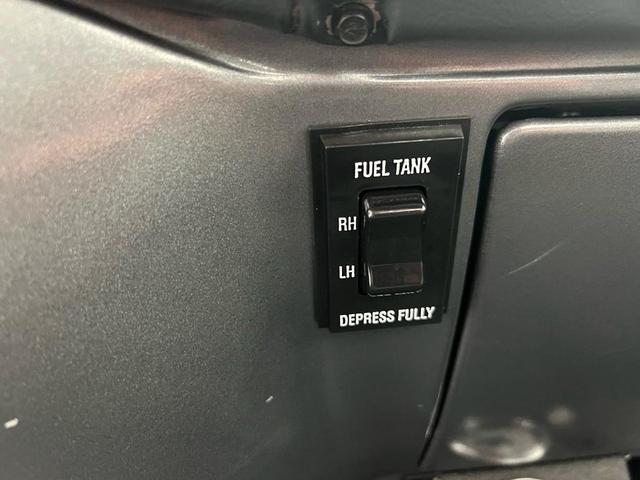 FUEL TANK
RH
LH
DEPRESS FULLY